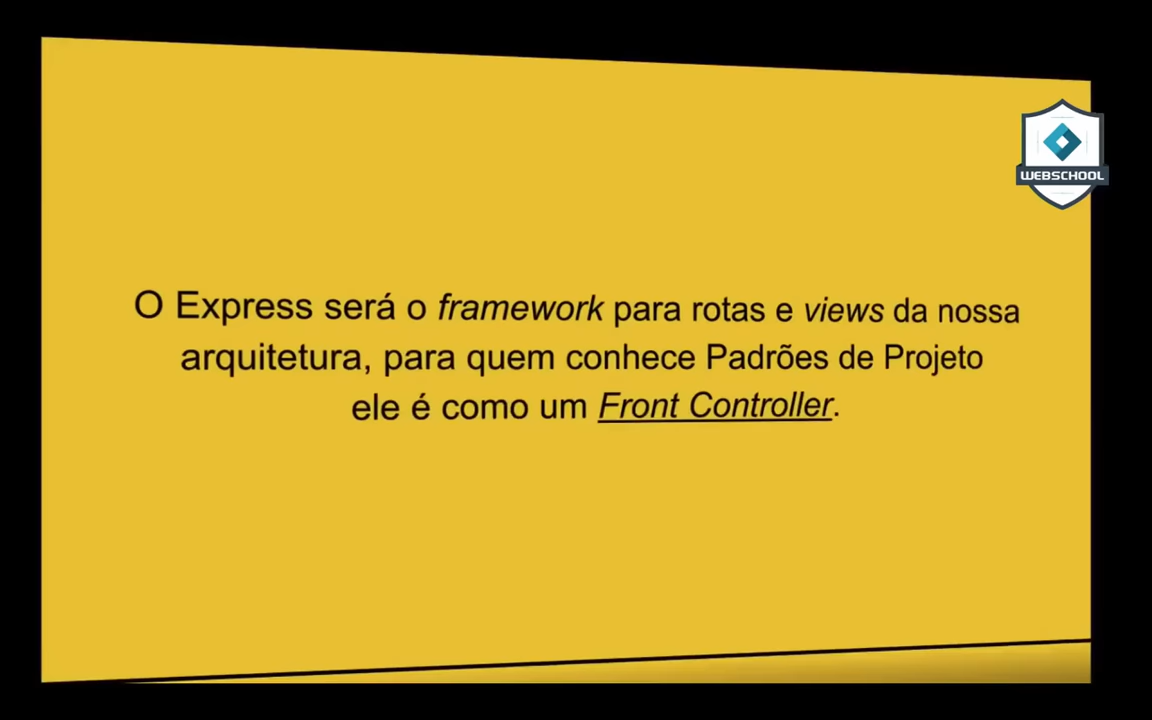 WEBSCHOOL
O Express será o framework para rotas e views da nossa
arquitetura, para quem conhece Padrões de Projeto
ele é como um Front Controller.